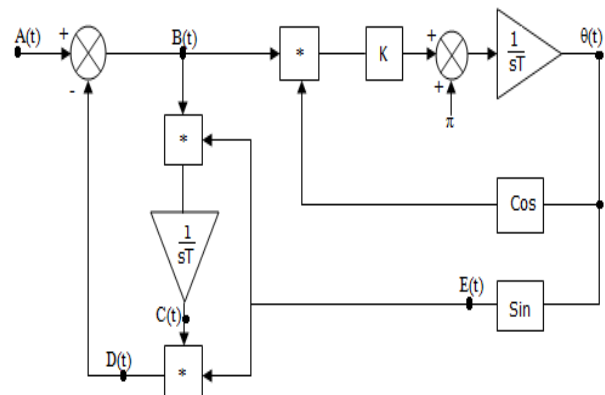 A(t)
+
-
B(t)
*
K
+
+
π
1
sT
θ(t)
*
Cos
1
sT
E(t)
Sin
C(t)
D(t)
*